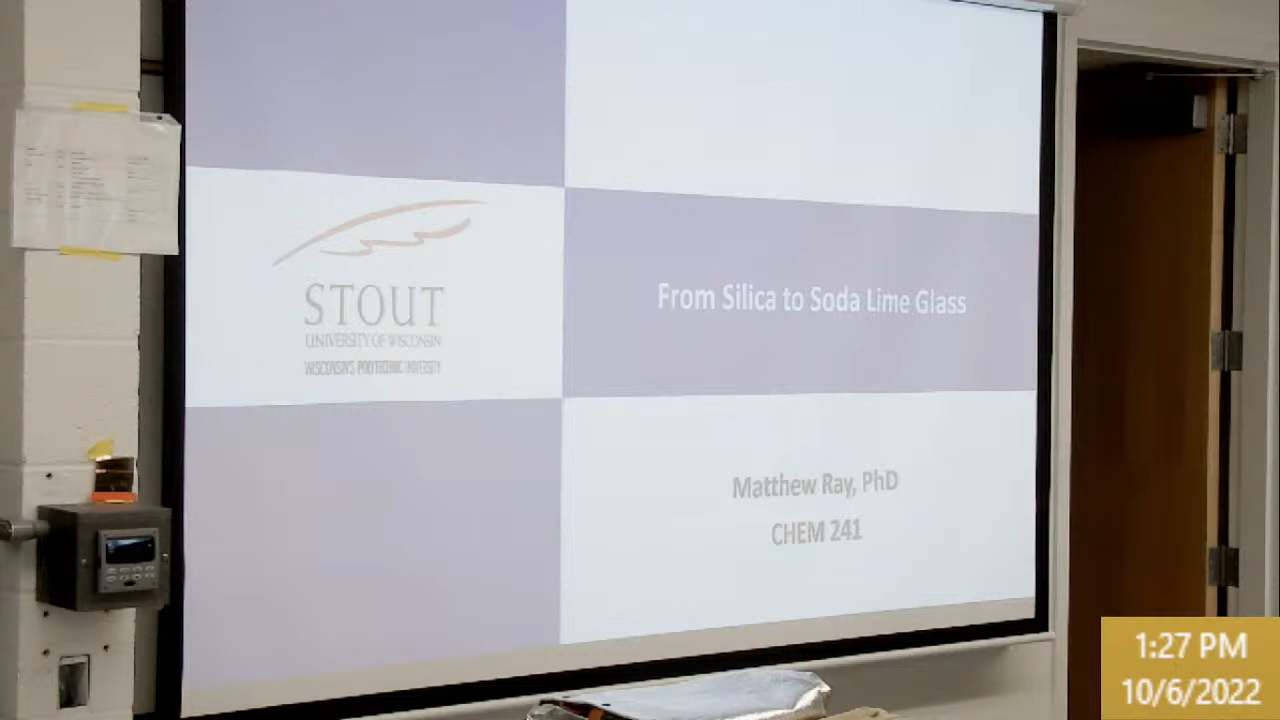 STOUT
UNIVERSITY OF WISCONSIN
WISCONSIN'S POLYTECHNIC UNIVERSITY
From Silica to Soda Lime Glass
Matthew Ray, PhD
CHEM 241
1:27 PM
10/6/2022